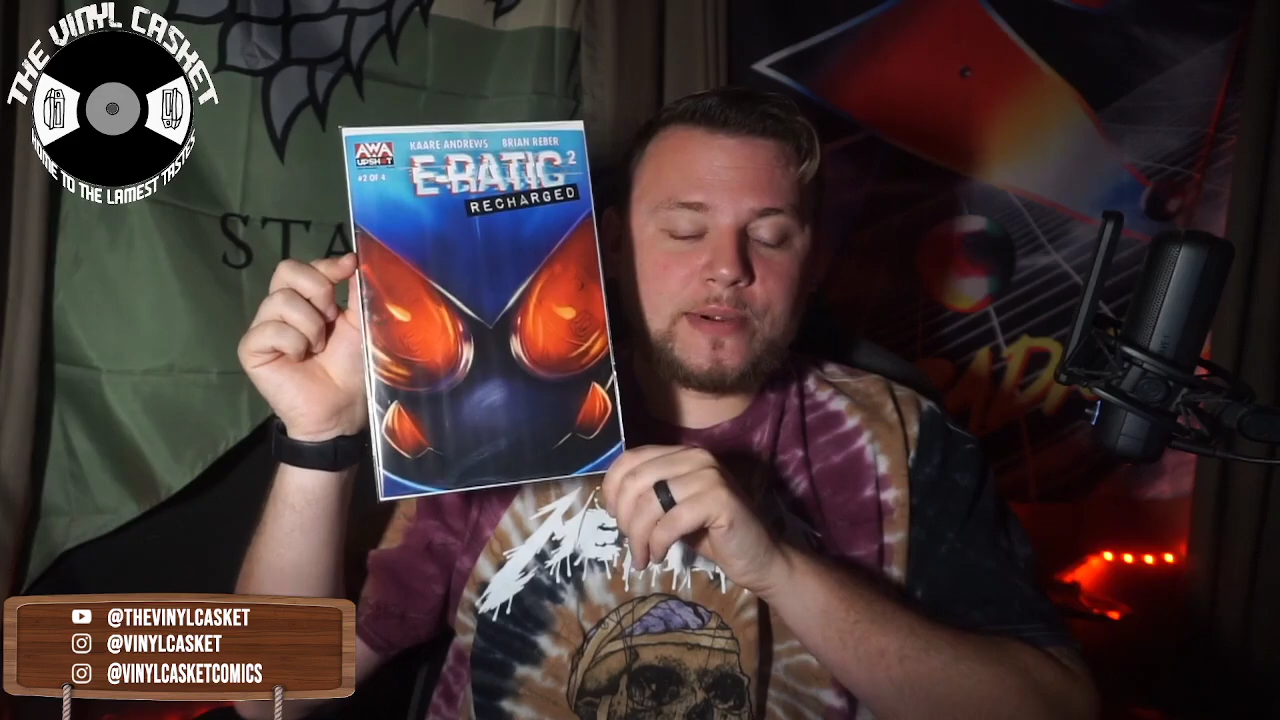 THE VINYL CASKET
HOME TO THE LAMEST TASTES
AWA
UPSHOT
#2 OF 4
KAARE ANDREWS BRIAN REBER
E-RATIC 2
RECHARGED
STA
@THEVINYLCASKET
@VINYLCASKET
@VINYLCASKETCOMICS